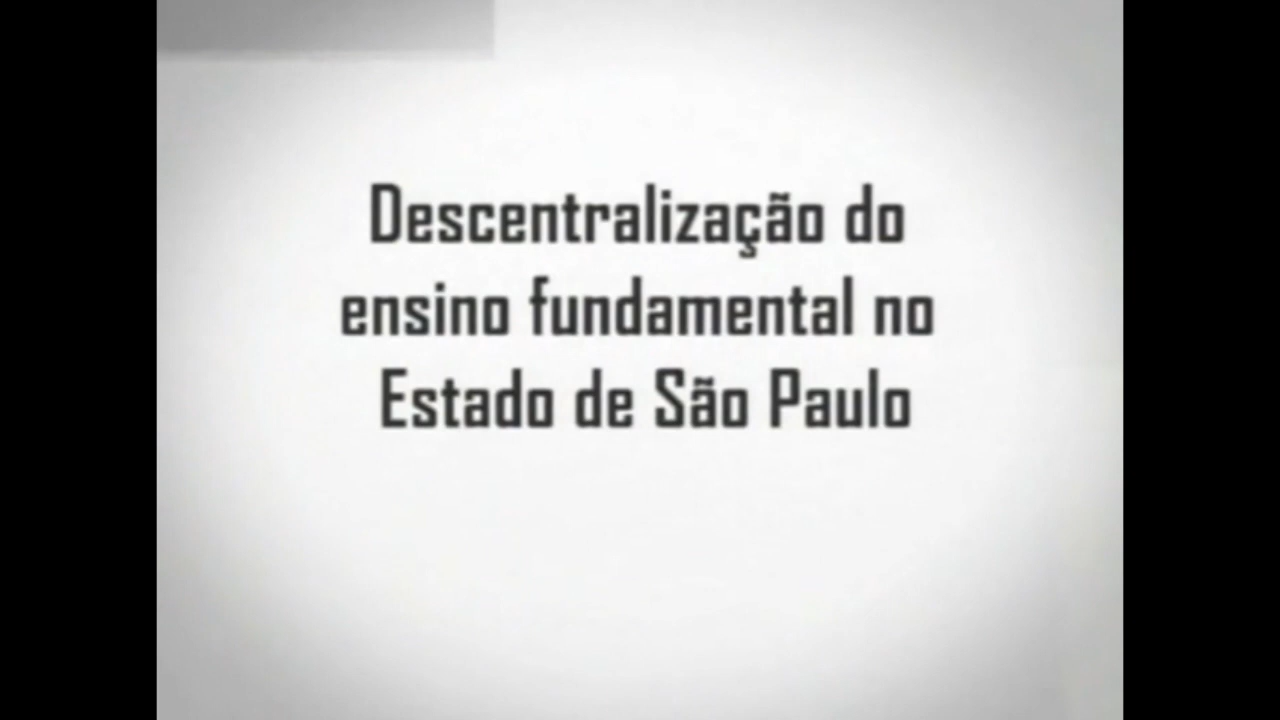 Descentralização do
ensino fundamental no
Estado de São Paulo